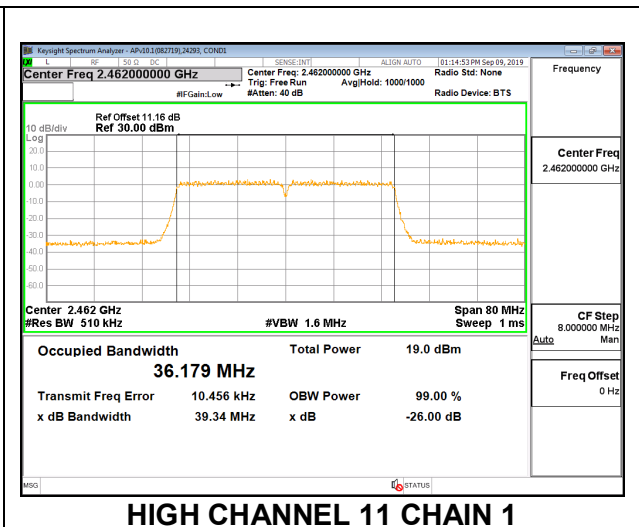 Keysight Spectrum Analyzer - APv10.1(082719),24293, COND1
L RF 50 Ω DC SENSE:INT ALIGN AUTO 01:14:53 PM Sep 09, 2019
Center Freq 2.462000000 GHz
Center Freq: 2.462000000 GHz Radio Std: None
Trig: Free Run Avg|Hold: 1000/1000
#IFGain:Low #Atten: 40 dB Radio Device: BTS
Frequency
Ref Offset 11.16 dB
10 dB/div Ref 30.00 dBm
Log
20.0
10.0
0.00
-10.0
-20.0
-30.0
-40.0
-50.0
-60.0
Center 2.462 GHz Span 80 MHz
#Res BW 510 kHz #VBW 1.6 MHz Sweep 1 ms
Center Freq
2.462000000 GHz
CF Step
8.000000 MHz
Auto Man
Freq Offset
0 Hz
Occupied Bandwidth Total Power 19.0 dBm
36.179 MHz
Transmit Freq Error 10.456 kHz OBW Power 99.00 %
x dB Bandwidth 39.34 MHz x dB -26.00 dB
MSG STATUS
HIGH CHANNEL 11 CHAIN 1